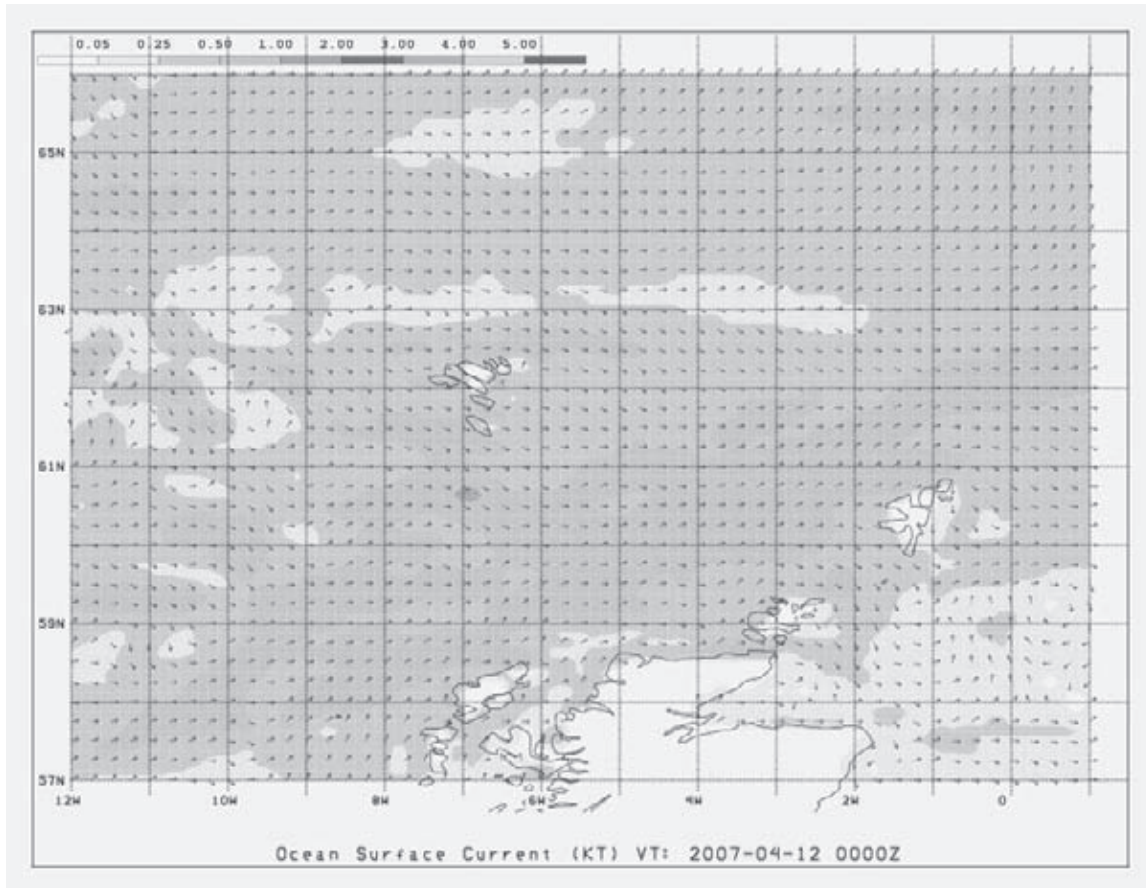 0.05 0.25 0.50 1.00 2.00 3.00 4.00 5.00
65N
63N
61N
59N
57N
12W 10W 8W 6W 4W 2W 0
Ocean Surface Current (KT) VT: 2007-04-12 0000Z